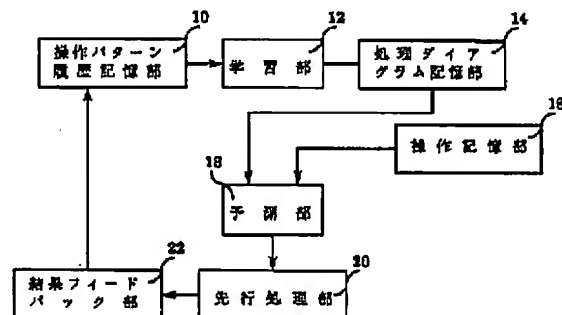 10
12
14
操作パターン
履歴記憶部
学習部
処理ダイア
グラム記憶部
18
操作記憶部
18
予測部
22
20
結果フィード
バック部
先行処理部